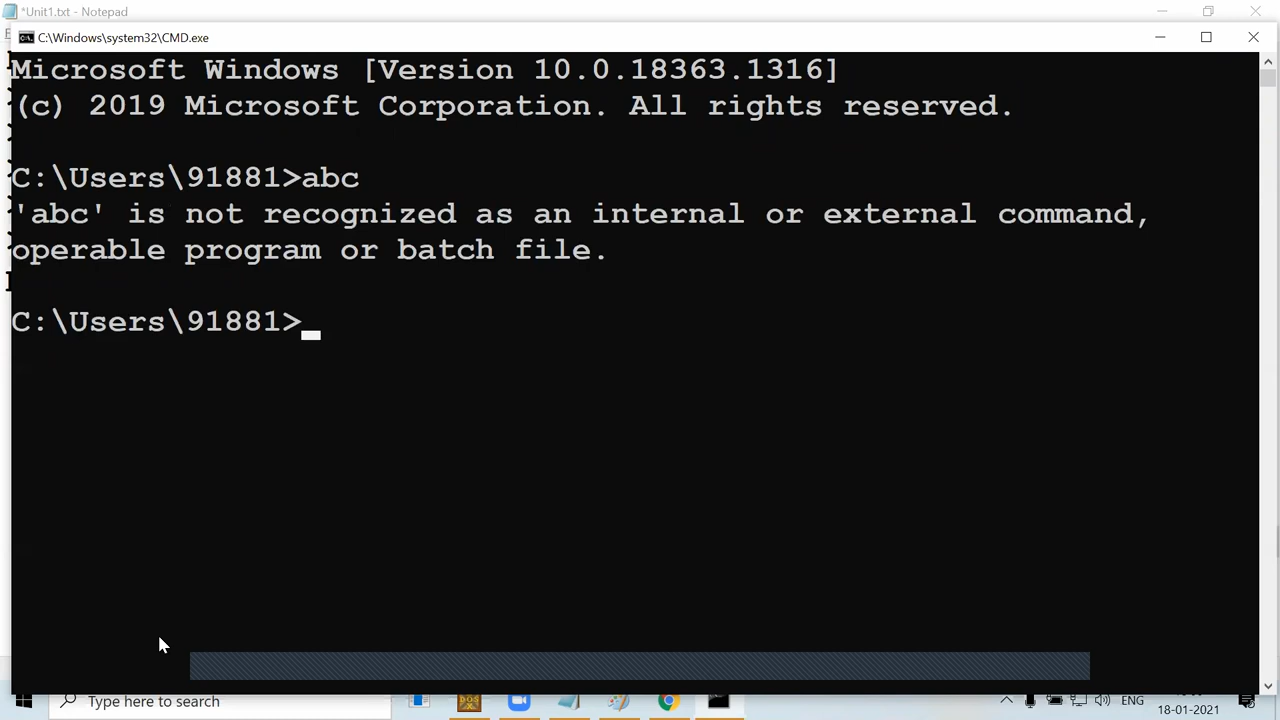 *Unit1.txt - Notepad
C:\Windows\system32\CMD.exe
Microsoft Windows [Version 10.0.18363.1316]
(c) 2019 Microsoft Corporation. All rights reserved.
C:\Users\91881>abc
'abc' is not recognized as an internal or external command,
operable program or batch file.
C:\Users\91881>
Type here to search
DOS
ENG
18-01-2021